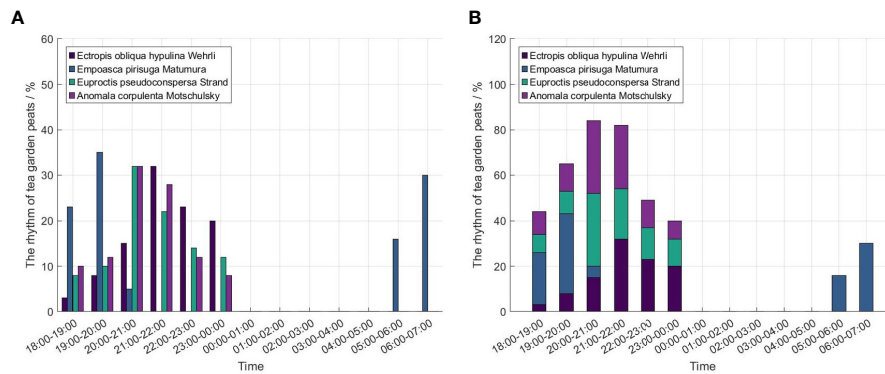 A
The rhythm of tea garden peats / %
60
50
40
30
20
10
0
Ectropis obliqua hypulina Wehrli
Empoasca pirisuga Matumura
Euproctis pseudoconspersa Strand
Anomala corpulenta Motschulsky
18:00-19:00
19:00-20:00
20:00-21:00
21:00-22:00
22:00-23:00
23:00-00:00
00:00-01:00
01:00-02:00
02:00-03:00
03:00-04:00
04:00-05:00
05:00-06:00
06:00-07:00
Time
B
The rhythm of tea garden peats / %
120
100
80
60
40
20
0
Ectropis obliqua hypulina Wehrli
Empoasca pirisuga Matumura
Euproctis pseudoconspersa Strand
Anomala corpulenta Motschulsky
18:00-19:00
19:00-20:00
20:00-21:00
21:00-22:00
22:00-23:00
23:00-00:00
00:00-01:00
01:00-02:00
02:00-03:00
03:00-04:00
04:00-05:00
05:00-06:00
06:00-07:00
Time